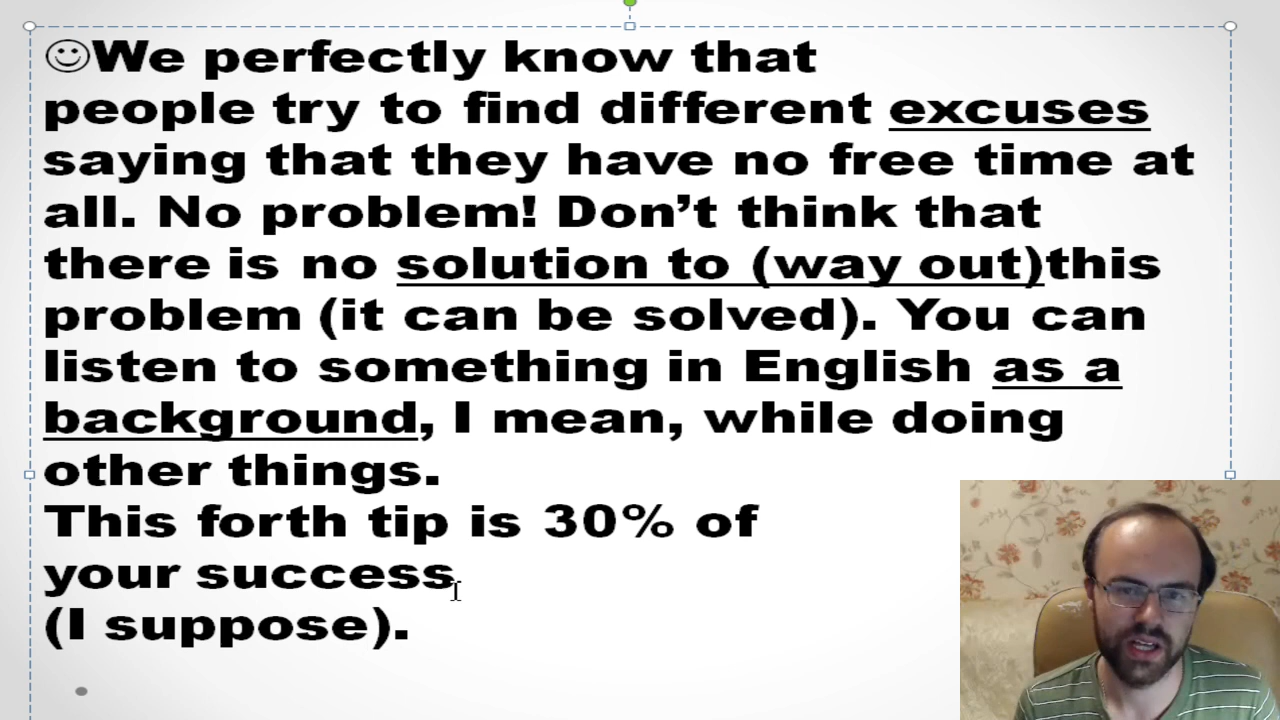 ☺We perfectly know that
people try to find different excuses
saying that they have no free time at
all. No problem! Don’t think that
there is no solution to (way out)this
problem (it can be solved). You can
listen to something in English as a
background, I mean, while doing
other things.
This forth tip is 30% of
your success
(I suppose).